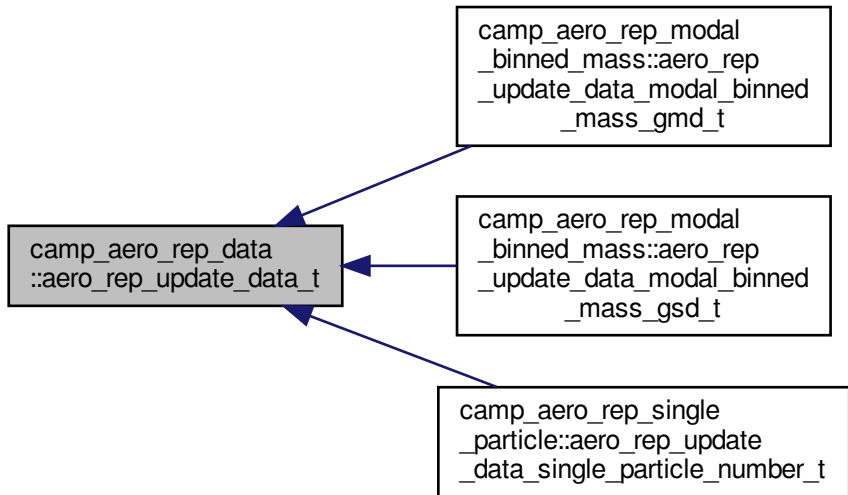 camp_aero_rep_modal
_binned_mass::aero_rep
_update_data_modal_binned
_mass_gmd_t
camp_aero_rep_data
::aero_rep_update_data_t
camp_aero_rep_modal
_binned_mass::aero_rep
_update_data_modal_binned
_mass_gsd_t
camp_aero_rep_single
_particle::aero_rep_update
_data_single_particle_number_t